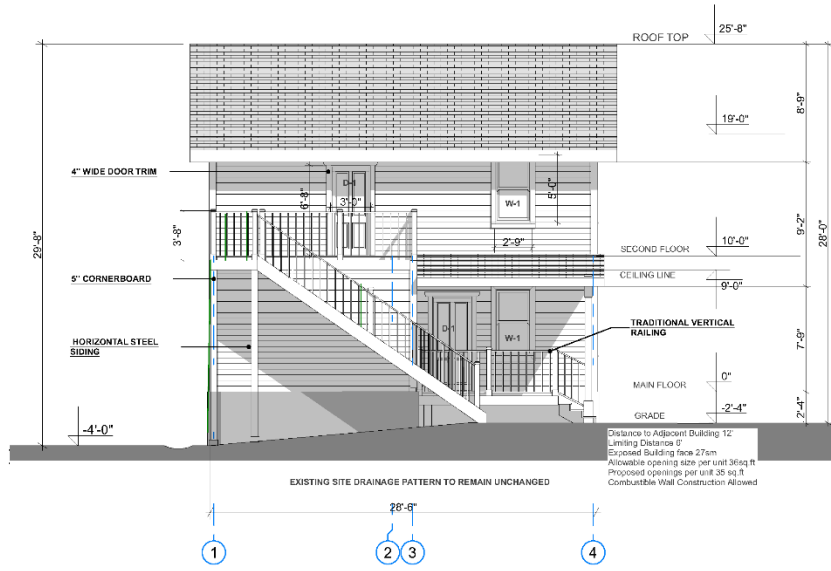 25'-8"
ROOF TOP
8'-9"
19'-0"
4" WIDE DOOR TRIM
D-1
6'-8"
3'-0"
5'-0"
W-1
9'-2"
3'-8"
2'-9"
29'-8"
28'-0"
SECOND FLOOR
10'-0"
5" CORNERBOARD
CEILING LINE
9'-0"
HORIZONTAL STEEL
SIDING
D-1
W-1
TRADITIONAL VERTICAL
RAILING
7'-9"
MAIN FLOOR
0"
GRADE
-2'-4"
2'-4"
-4'-0"
Distance to Adjacent Building 12'
Limiting Distance 6'
Exposed Building face 27sm
Allowable opening size per unit 36sq.ft
Proposed openings per unit 35 sq.ft
Combustible Wall Construction Allowed
EXISTING SITE DRAINAGE PATTERN TO REMAIN UNCHANGED
28'-6"
1
2
3
4